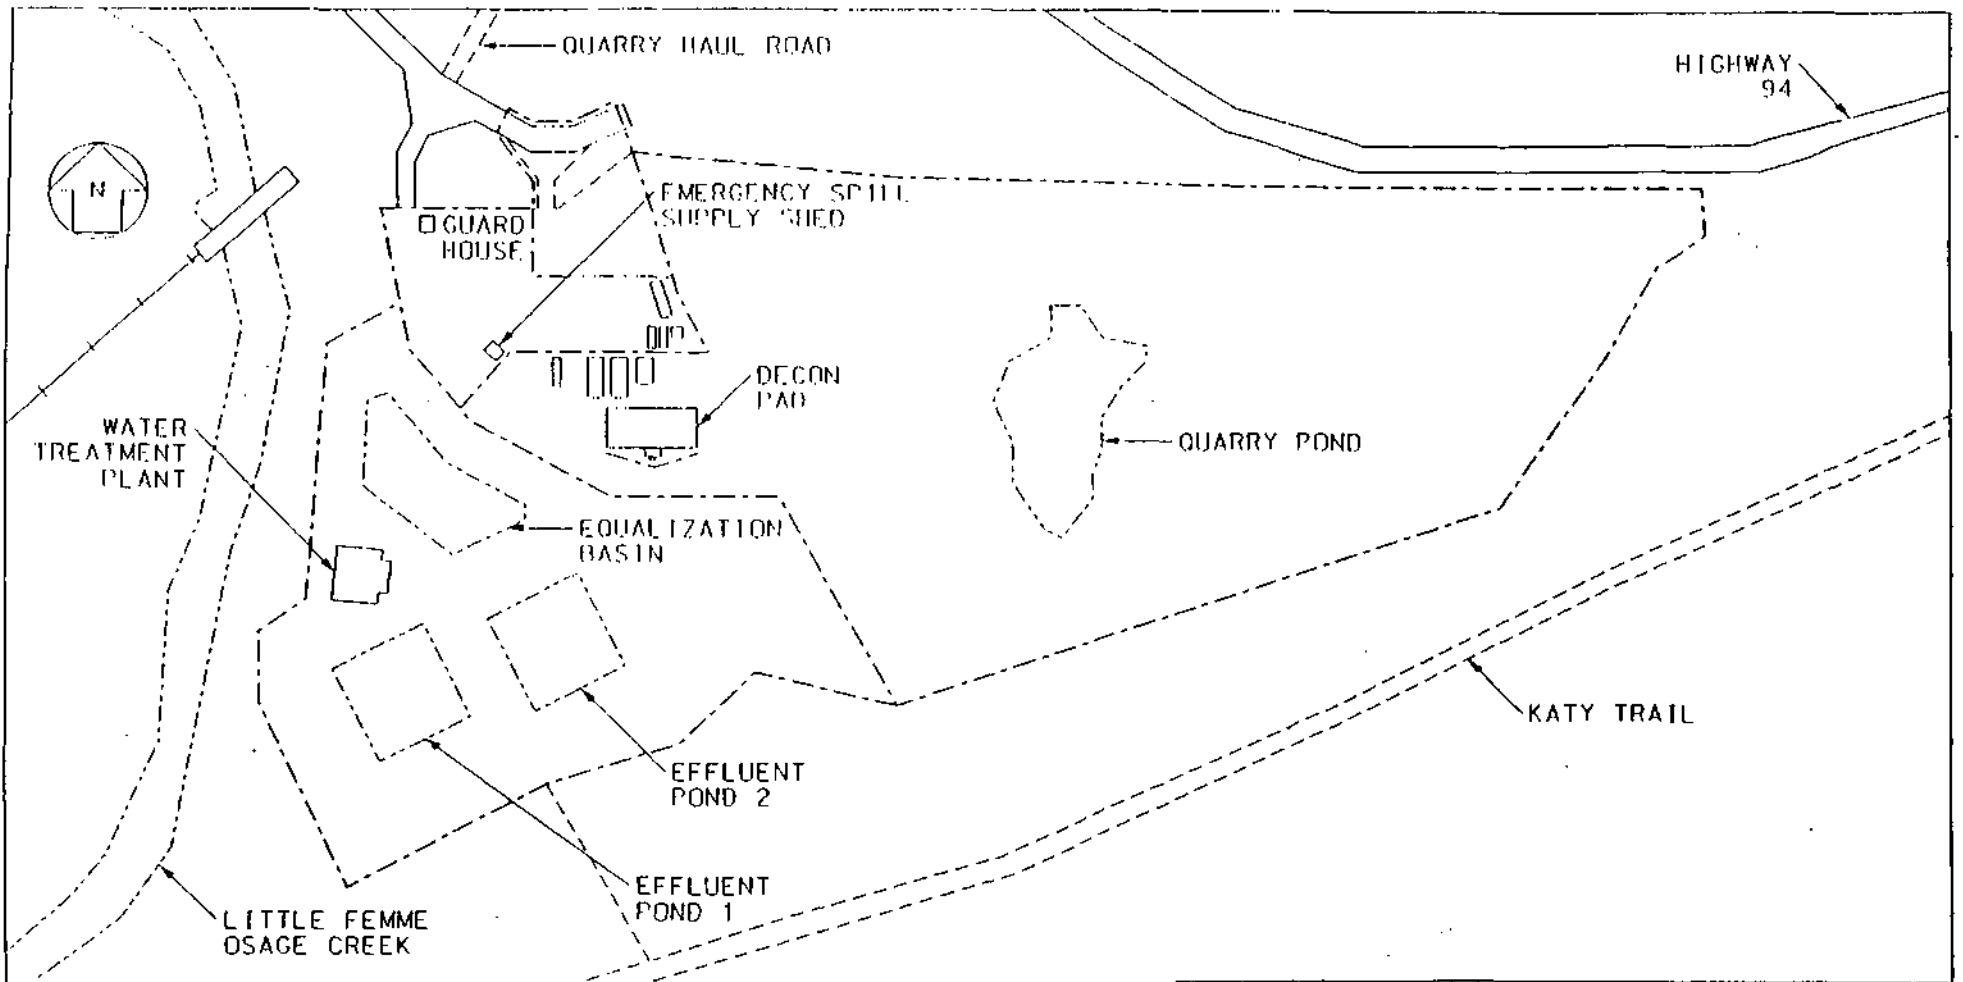 QUARRY HAUL ROAD
HIGHWAY
94
N
EMERGENCY SPILL
SUPPLY SHED
GUARD
HOUSE
DECON
PAD
WATER
TREATMENT
PLANT
QUARRY POND
EQUALIZATION
BASIN
KATY TRAIL
EFFLUENT
POND 2
EFFLUENT
POND 1
LITTLE FEMME
OSAGE CREEK